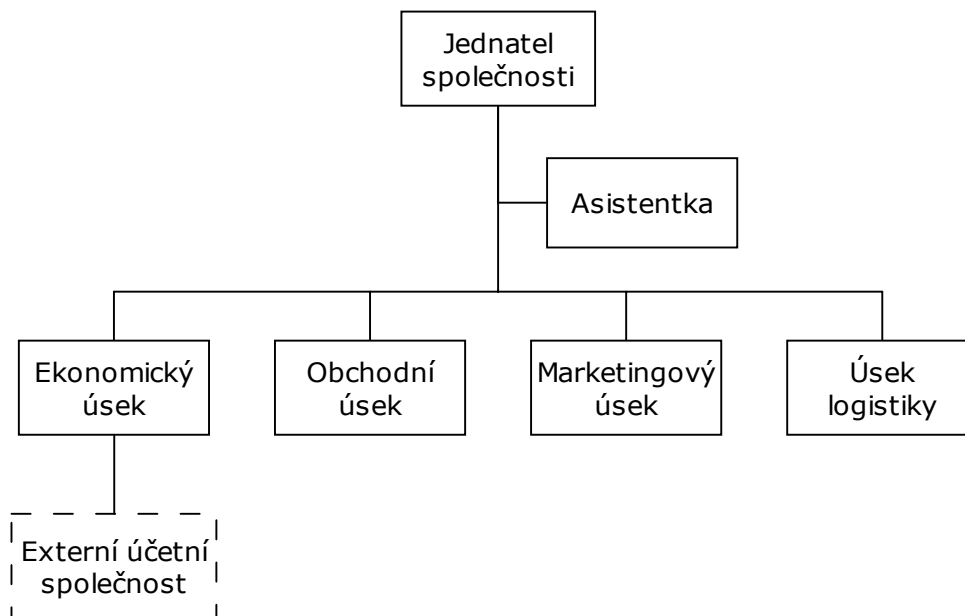 Jednatel
společnosti
Asistentka
Ekonomický
úsek
Obchodní
úsek
Marketingový
úsek
Úsek
logistiky
Externí účetní
společnost